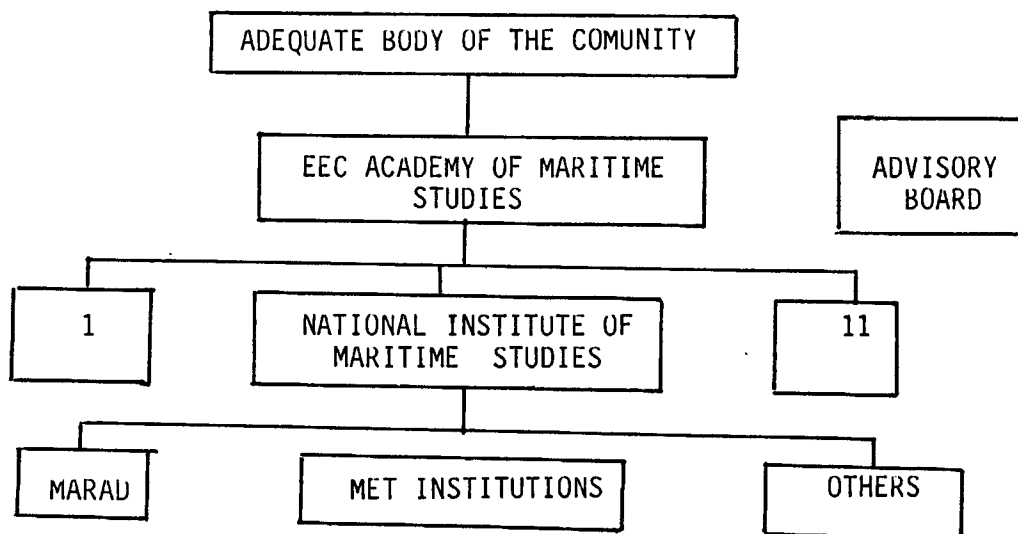 ADEQUATE BODY OF THE COMUNITY
EEC ACADEMY OF MARITIME
STUDIES
ADVISORY
BOARD
1
NATIONAL INSTITUTE OF
MARITIME STUDIES
11
MARAD
MET INSTITUTIONS
OTHERS